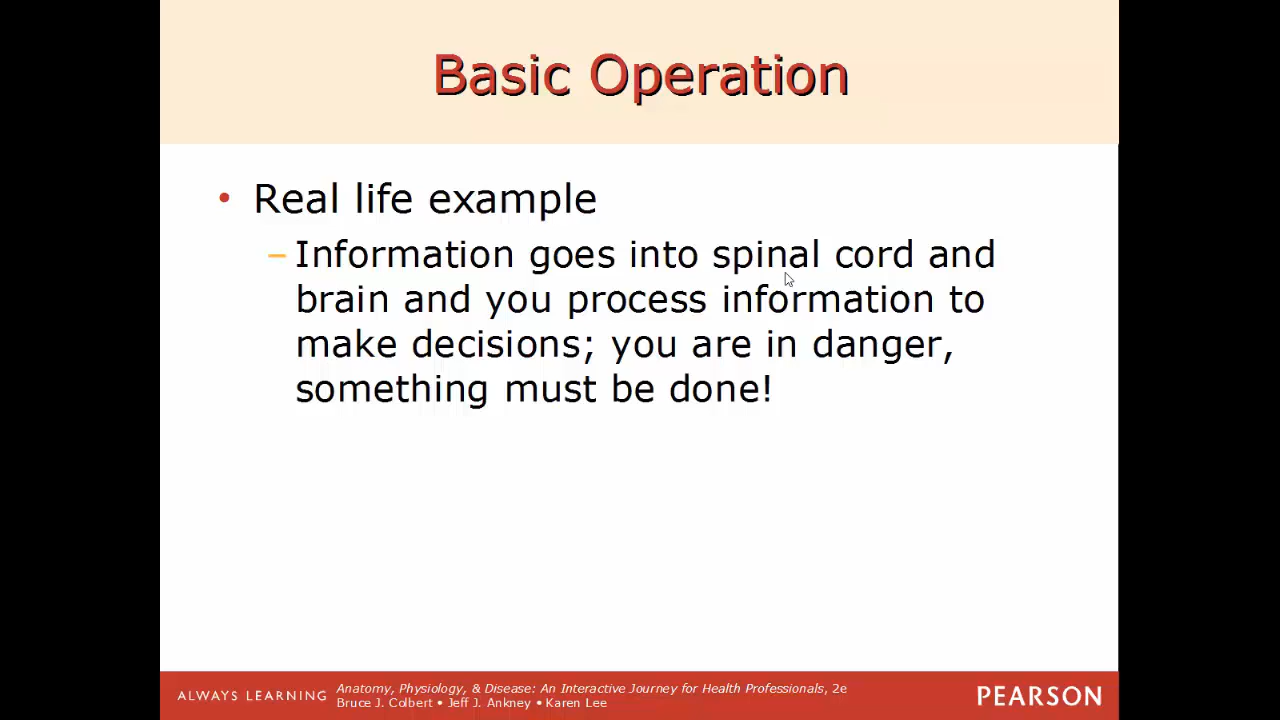 Basic Operation
• Real life example
– Information goes into spinal cord and
brain and you process information to
make decisions; you are in danger,
something must be done!
ALWAYS LEARNING
Anatomy, Physiology, & Disease: An Interactive Journey for Health Professionals, 2e
Bruce J. Colbert • Jeff J. Ankney • Karen Lee
PEARSON